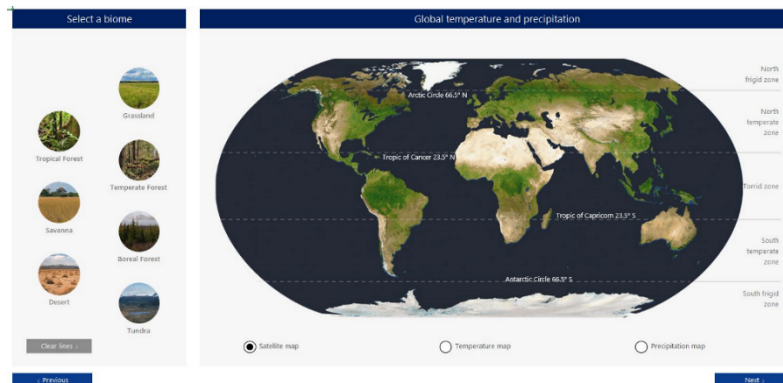 Select a biome
Grassland
Tropical Forest
Temperate Forest
Savanna
Boreal Forest
Desert
Tundra
Clear lines ›
‹ Previous
Global temperature and precipitation
North
frigid zone
Arctic Circle 66.5° N
North
temperate
zone
Tropic of Cancer 23.5° N
Torrid zone
Tropic of Capricorn 23.5° S
South
temperate
zone
Antarctic Circle 66.5° S
South frigid
zone
Satellite map
Temperature map
Precipitation map
Next ›